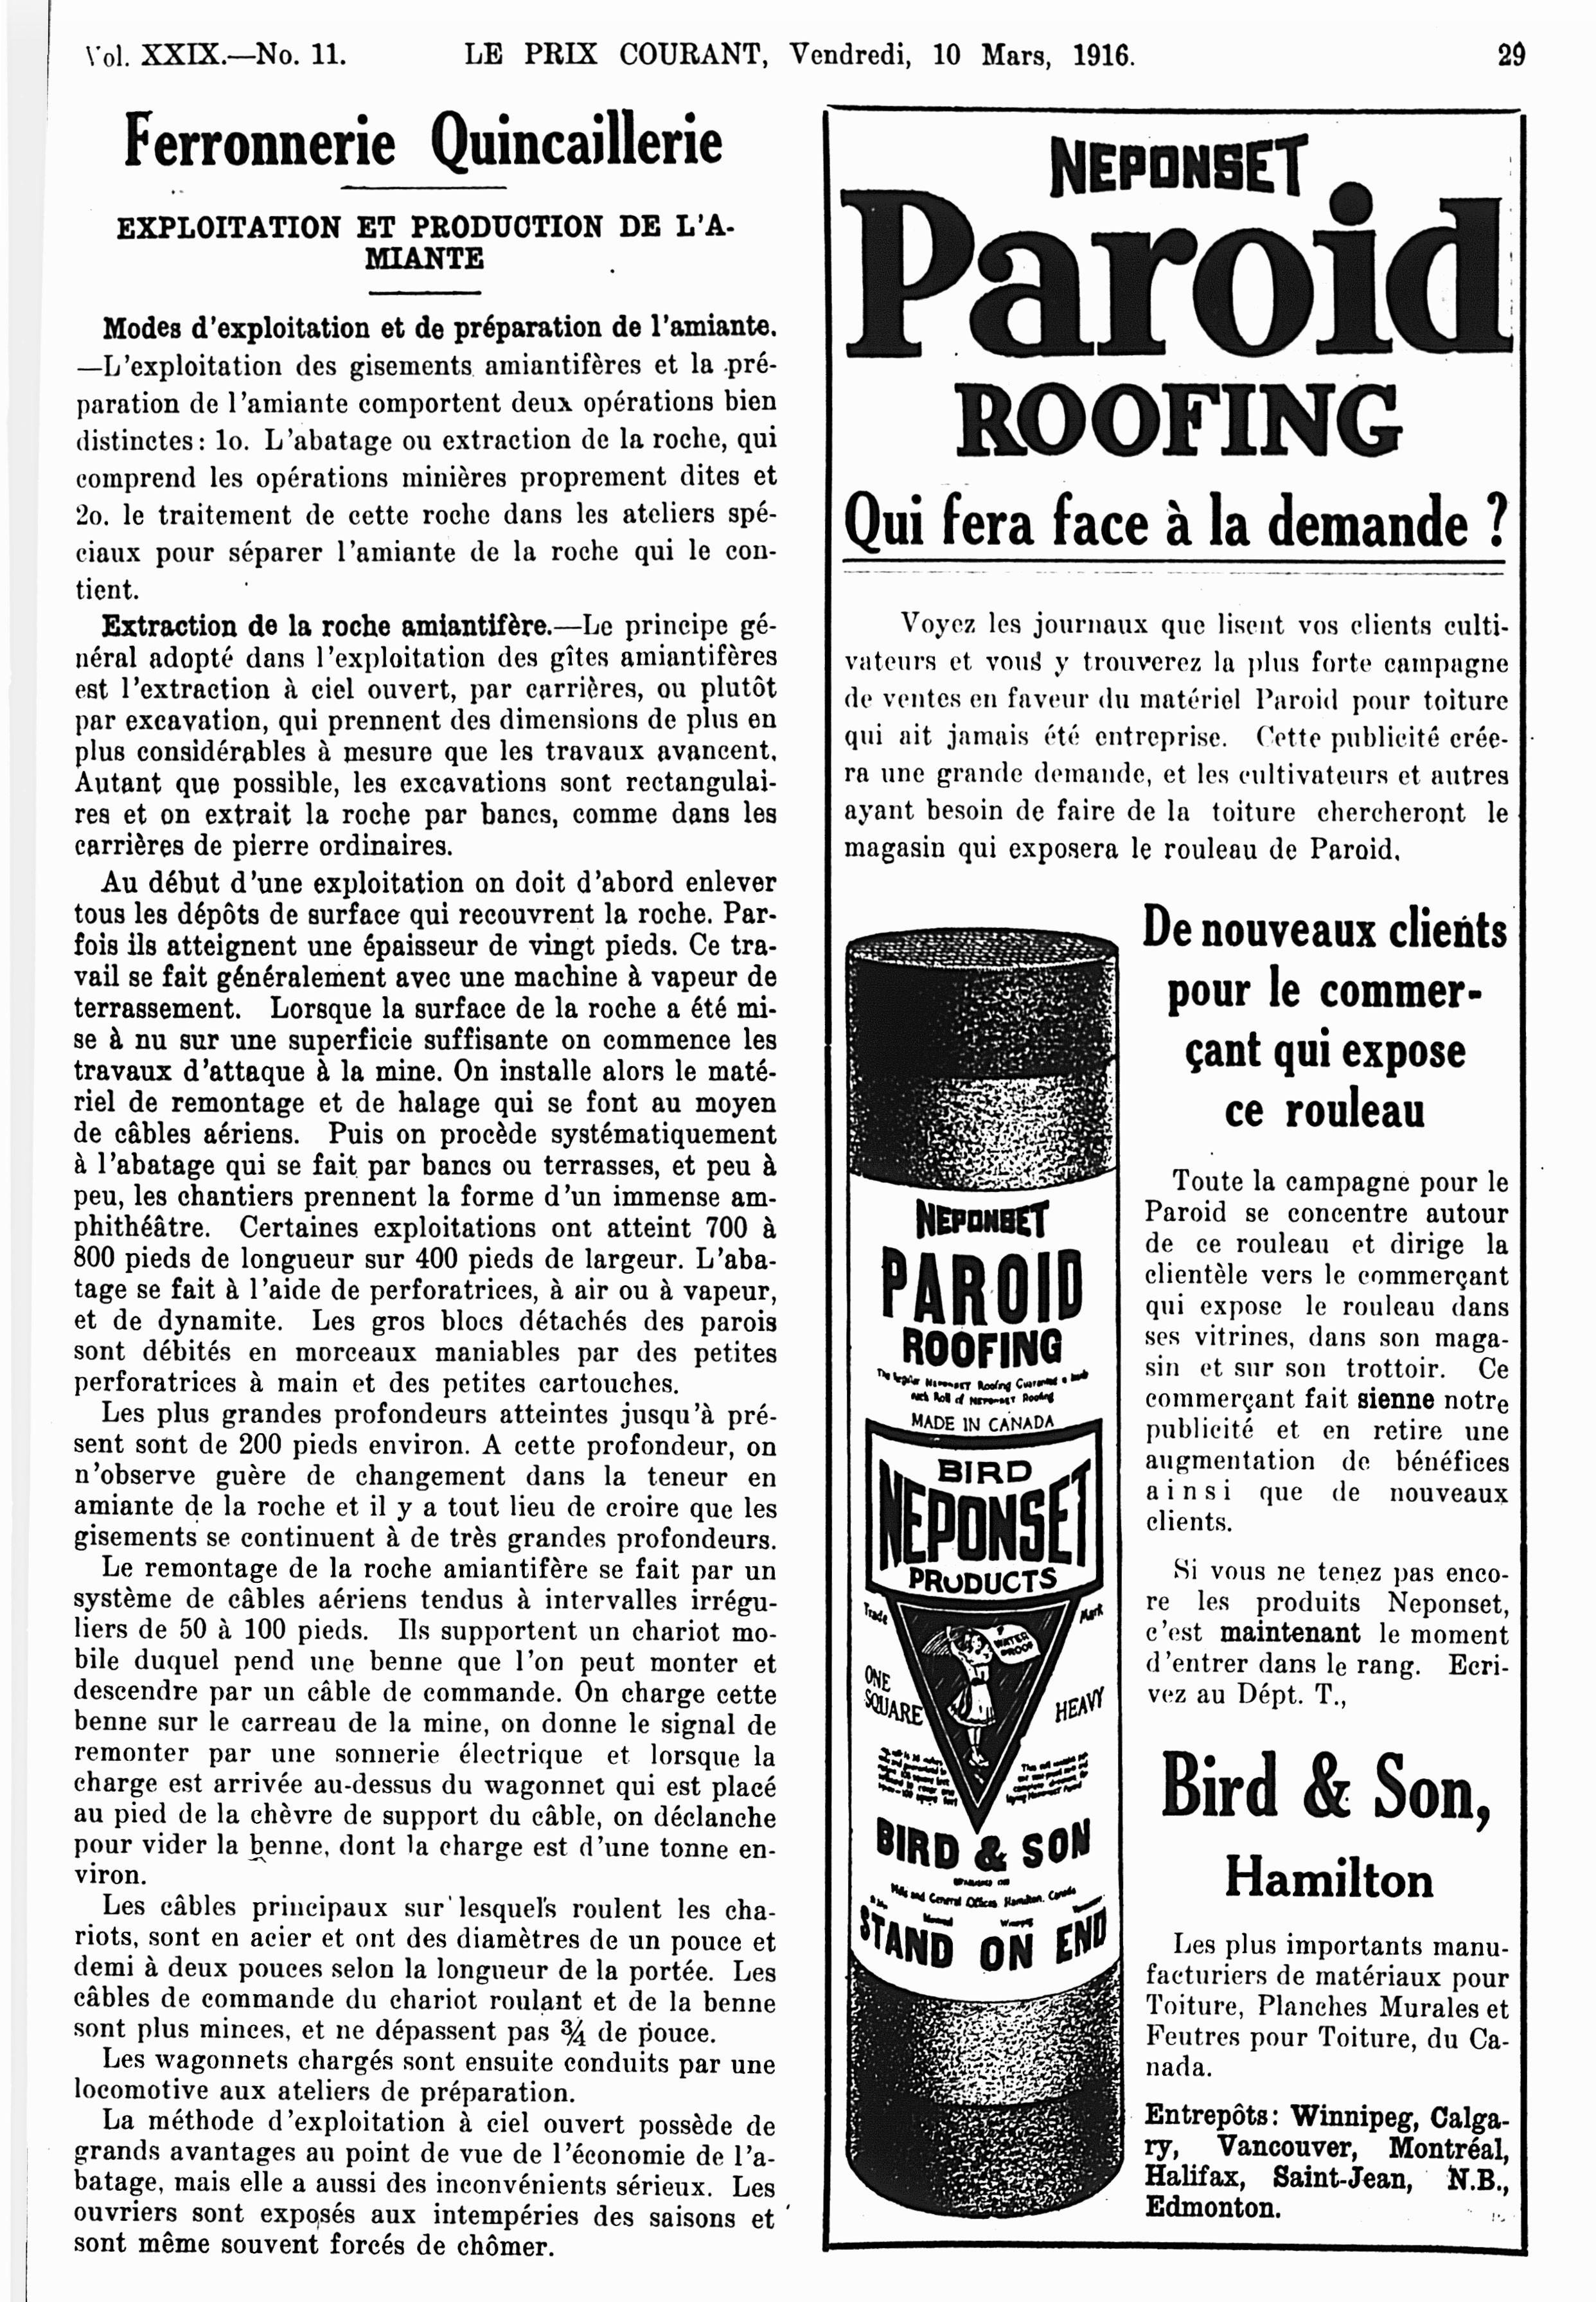 Vol. XXIX.—No. 11. LE PRIX COURANT, Vendredi, 10 Mars, 1916. 29
Ferronnerie Quincaillerie
EXPLOITATION ET PRODUCTION DE L'A-
MIANTE
Modes d'exploitation et de préparation de l'amiante.
—L'exploitation des gisements amiantifères et la pré-
paration de l'amiante comportent deux opérations bien
distinctes: 1o. L'abatage ou extraction de la roche, qui
comprend les opérations minières proprement dites et
2o. le traitement de cette roche dans les ateliers spé-
ciaux pour séparer l'amiante de la roche qui le con-
tient.
Extraction de la roche amiantifère.—Le principe gé-
néral adopté dans l'exploitation des gîtes amiantifères
est l'extraction à ciel ouvert, par carrières, ou plutôt
par excavation, qui prennent des dimensions de plus en
plus considérables à mesure que les travaux avancent.
Autant que possible, les excavations sont rectangulai-
res et on extrait la roche par bancs, comme dans les
carrières de pierre ordinaires.
Au début d'une exploitation on doit d'abord enlever
tous les dépôts de surface qui recouvrent la roche. Par-
fois ils atteignent une épaisseur de vingt pieds. Ce tra-
vail se fait généralement avec une machine à vapeur de
terrassement. Lorsque la surface de la roche a été mi-
se à nu sur une superficie suffisante on commence les
travaux d'attaque à la mine. On installe alors le maté-
riel de remontage et de halage qui se font au moyen
de câbles aériens. Puis on procède systématiquement
à l'abatage qui se fait par bancs ou terrasses, et peu à
peu, les chantiers prennent la forme d'un immense am-
phithéâtre. Certaines exploitations ont atteint 700 à
800 pieds de longueur sur 400 pieds de largeur. L'aba-
tage se fait à l'aide de perforatrices, à air ou à vapeur,
et de dynamite. Les gros blocs détachés des parois
sont débités en morceaux maniables par des petites
perforatrices à main et des petites cartouches.
Les plus grandes profondeurs atteintes jusqu'à pré-
sent sont de 200 pieds environ. A cette profondeur, on
n'observe guère de changement dans la teneur en
amiante de la roche et il y a tout lieu de croire que les
gisements se continuent à de très grandes profondeurs.
Le remontage de la roche amiantifère se fait par un
système de câbles aériens tendus à intervalles irrégu-
liers de 50 à 100 pieds. Ils supportent un chariot mo-
bile duquel pend une benne que l'on peut monter et
descendre par un câble de commande. On charge cette
benne sur le carreau de la mine, on donne le signal de
remonter par une sonnerie électrique et lorsque la
charge est arrivée au-dessus du wagonnet qui est placé
au pied de la chèvre de support du câble, on déclanche
pour vider la benne, dont la charge est d'une tonne en-
viron.
Les câbles principaux sur lesquels roulent les cha-
riots, sont en acier et ont des diamètres de un pouce et
demi à deux pouces selon la longueur de la portée. Les
câbles de commande du chariot roulant et de la benne
sont plus minces, et ne dépassent pas ¾ de pouce.
Les wagonnets chargés sont ensuite conduits par une
locomotive aux ateliers de préparation.
La méthode d'exploitation à ciel ouvert possède de
grands avantages au point de vue de l'économie de l'a-
batage, mais elle a aussi des inconvénients sérieux. Les
ouvriers sont exposés aux intempéries des saisons et
sont même souvent forcés de chômer.
NEPONSET
Paroid
ROOFING
Qui fera face à la demande ?
Voyez les journaux que lisent vos clients culti-
vateurs et vous y trouverez la plus forte campagne
de ventes en faveur du matériel Paroid pour toiture
qui ait jamais été entreprise. Cette publicité crée-
ra une grande demande, et les cultivateurs et autres
ayant besoin de faire de la toiture chercheront le
magasin qui exposera le rouleau de Paroid.
De nouveaux clients
pour le commer-
çant qui expose
ce rouleau
Toute la campagne pour le
Paroid se concentre autour
de ce rouleau et dirige la
clientèle vers le commerçant
qui expose le rouleau dans
ses vitrines, dans son maga-
sin et sur son trottoir. Ce
commerçant fait sienne notre
publicité et en retire une
augmentation de bénéfices
ainsi que de nouveaux
clients.
Si vous ne tenez pas enco-
re les produits Neponset,
c'est maintenant le moment
d'entrer dans le rang. Ecri-
vez au Dépt. T.,
Bird & Son,
Hamilton
Les plus importants manu-
facturiers de matériaux pour
Toiture, Planches Murales et
Feutres pour Toiture, du Ca-
nada.
Entrepôts: Winnipeg, Calga-
ry, Vancouver, Montréal,
Halifax, Saint-Jean, N.B.,
Edmonton.
NEPONSET
PAROID
ROOFING
The Regular NEPONSET Roofing Guarantee is inside
each Roll of NEPONSET Roofing
MADE IN CANADA
BIRD
NEPONSET
PRODUCTS
Trade Mark
WATER
PROOF
ONE
SQUARE
HEAVY
BIRD & SON
Mills and General Offices Hamilton, Canada
STAND ON END